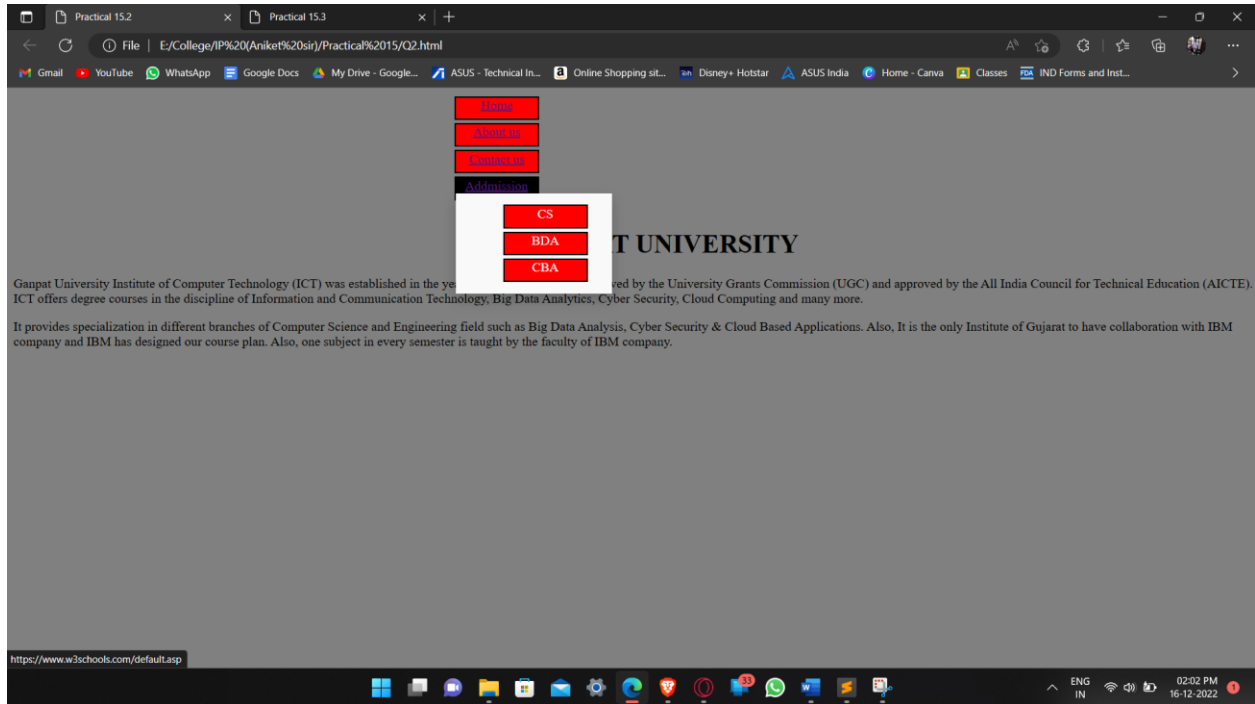 Practical 15.2
Practical 15.3
File | E:/College/IP%20(Aniket%20sir)/Practical%2015/Q2.html
Gmail YouTube WhatsApp Google Docs My Drive - Google... ASUS - Technical In... Online Shopping sit... Disney+ Hotstar ASUS India Home - Canva Classes IND Forms and Inst...
Home
About us
Contact us
Addmission
CS
BDA
CBA
T UNIVERSITY
Ganpat University Institute of Computer Technology (ICT) was established in the ye ved by the University Grants Commission (UGC) and approved by the All India Council for Technical Education (AICTE).
ICT offers degree courses in the discipline of Information and Communication Technology, Big Data Analytics, Cyber Security, Cloud Computing and many more.
It provides specialization in different branches of Computer Science and Engineering field such as Big Data Analysis, Cyber Security & Cloud Based Applications. Also, It is the only Institute of Gujarat to have collaboration with IBM
company and IBM has designed our course plan. Also, one subject in every semester is taught by the faculty of IBM company.
https://www.w3schools.com/default.asp
33
ENG
IN
02:02 PM
16-12-2022
1